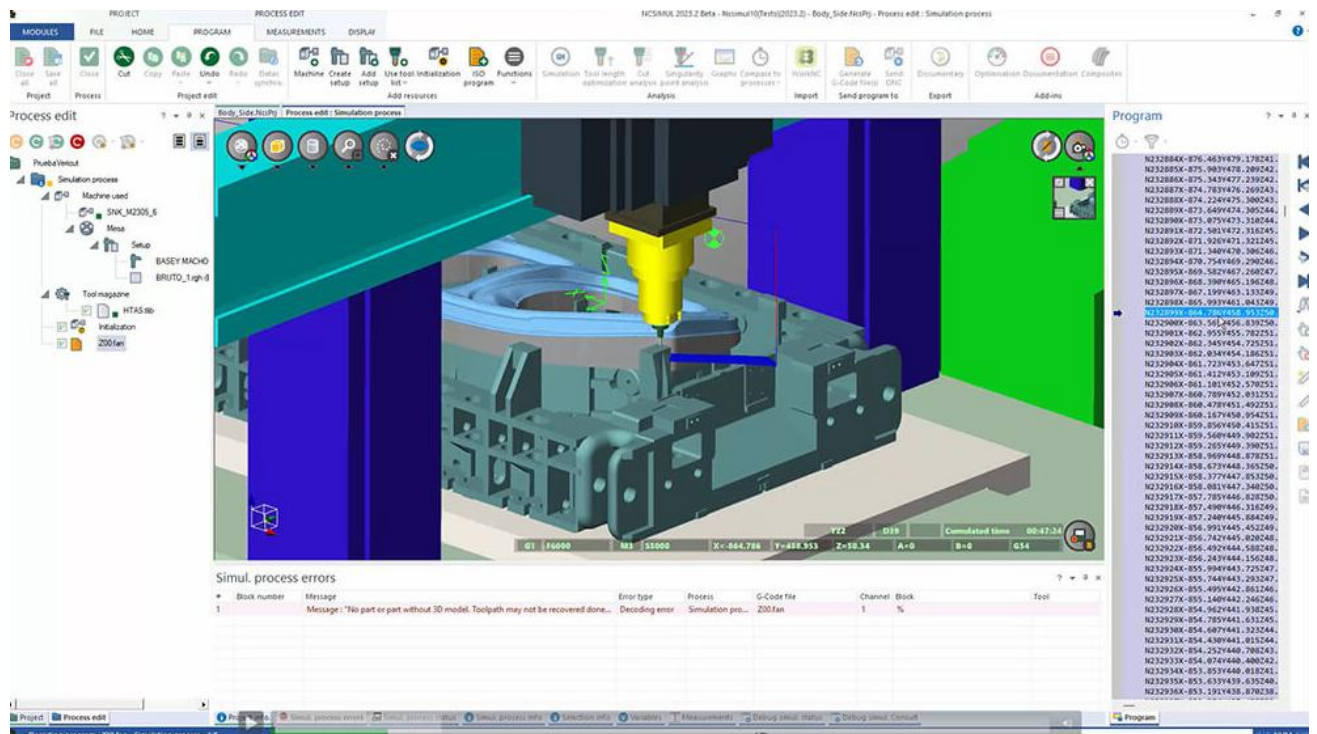 NCSIMUL 2023.2 Beta - Ncsimul10(Tests)(2023.2) - Body_Side.NcsPrj - Process edit : Simulation process
PROJECT PROCESS EDIT
MODULES FILE HOME PROGRAM MEASUREMENTS DISPLAY
Close all Save all Close Cut Copy Paste Undo Redo Machine Create setup Add setup Use tool list Initialization ISO program Functions Simulation Tool length optimization Cut analysis Singularity point analysis Graphs Compare to processes WorkNC Generate G-Code file(s) Send DNC Documentary Optimisation Documentation Composites
Project Process Project edit Add resources Analysis Import Send program to Export Add-ins
Process edit
Body_Side.NcsPrj Process edit : Simulation process
Program
PruebaVericut
Simulation process
Machine used
SNK_M2305_6
Mesa
Setup
BASEY MACHO
BRUTO_1.rgh
Tool magazine
HTAS.tlib
Initialization
Z00.fan
N232884X-876.463Y479.178Z41.
N232885X-875.903Y478.209Z42.
N232886X-875.343Y477.239Z42.
N232888X-874.224Y475.300Z43.
N232889X-873.649Y474.305Z44.
N232890X-873.075Y473.310Z44.
N232891X-872.501Y472.316Z45.
N232892X-871.926Y471.321Z45.
N232894X-870.754Y469.290Z46.
N232895X-869.582Y467.260Z47.
N232896X-868.390Y465.196Z48.
N232897X-867.199Y463.133Z49.
N232898X-865.993Y461.043Z49.
N232899X-864.786Y458.953Z50.
N232901X-862.955Y455.782Z51.
N232902X-862.345Y454.725Z51.
N232903X-862.034Y454.186Z51.
N232904X-861.723Y453.647Z51.
N232905X-861.412Y453.109Z51.
N232906X-861.101Y452.570Z51.
N232907X-860.789Y452.031Z51.
N232908X-860.478Y451.492Z51.
N232909X-860.167Y450.954Z51.
N232910X-859.856Y450.415Z51.
N232911X-859.560Y449.902Z51.
N232912X-859.265Y449.390Z51.
N232913X-858.969Y448.878Z51.
N232914X-858.673Y448.365Z50.
N232915X-858.377Y447.853Z50.
N232916X-858.081Y447.340Z50.
N232917X-857.785Y446.828Z50.
N232918X-857.490Y446.316Z49.
N232919X-857.240Y445.884Z49.
N232920X-856.991Y445.452Z49.
N232921X-856.742Y445.020Z48.
N232922X-856.492Y444.588Z48.
N232923X-856.243Y444.156Z48.
N232924X-855.994Y443.725Z47.
N232925X-855.744Y443.293Z47.
N232926X-855.495Y442.861Z46.
N232927X-855.140Y442.246Z46.
N232928X-854.962Y441.938Z45.
N232929X-854.785Y441.631Z45.
N232930X-854.607Y441.323Z44.
N232931X-854.430Y441.015Z44.
N232932X-854.252Y440.708Z43.
N232933X-854.074Y440.400Z42.
N232934X-853.853Y440.018Z41.
N232935X-853.633Y439.635Z40.
N232936X-853.191Y438.870Z38.
Y22 D39 Cumulated time 00:47:24
G1 F6000 M3 S5000 X=-864.786 Y=458.953 Z=50.34 A=0 B=0 G54
Simul. process errors
# Block number Message Error type Process G-Code file Channel Block Tool
1 Message : "No part or part without 3D model. Toolpath may not be recovered done... Decoding error Simulation pro... Z00.fan 1 %
Project Process edit Simul. process errors Simul. process status Simul. process info Selection info Variables Measurements Debug simul. status Debug simul. Consult Program